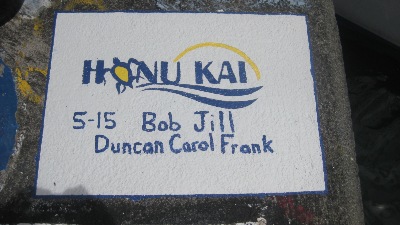 HONU KAI
5-15 Bob Jill
Duncan Carol Frank